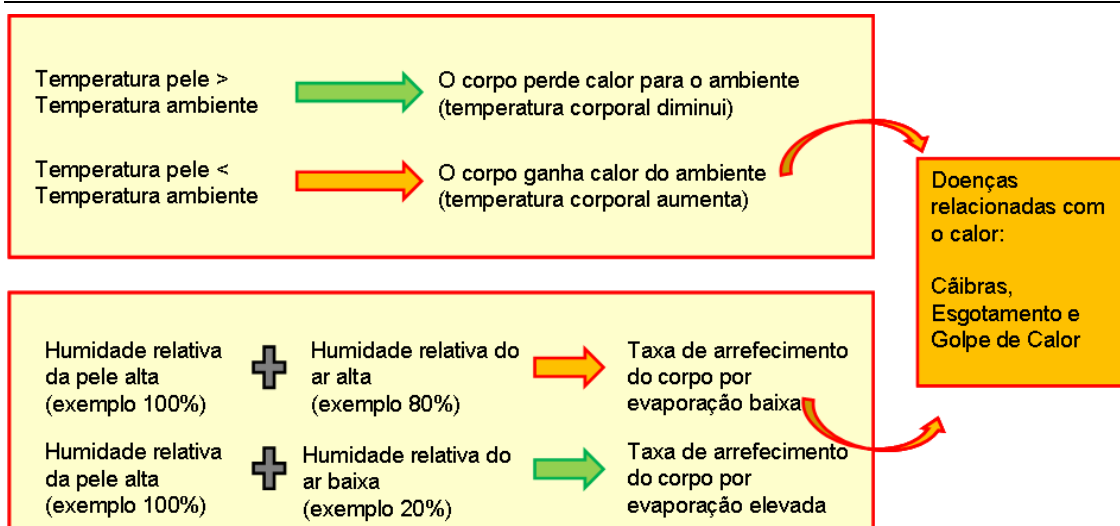 Temperatura pele >
Temperatura ambiente
O corpo perde calor para o ambiente
(temperatura corporal diminui)
Temperatura pele <
Temperatura ambiente
O corpo ganha calor do ambiente
(temperatura corporal aumenta)
Doenças
relacionadas com
o calor:
Cãibras,
Esgotamento e
Golpe de Calor
Humidade relativa
da pele alta
(exemplo 100%)
Humidade relativa do
ar alta
(exemplo 80%)
Taxa de arrefecimento
do corpo por
evaporação baixa
Humidade relativa
da pele alta
(exemplo 100%)
Humidade relativa do
ar baixa
(exemplo 20%)
Taxa de arrefecimento
do corpo por
evaporação elevada